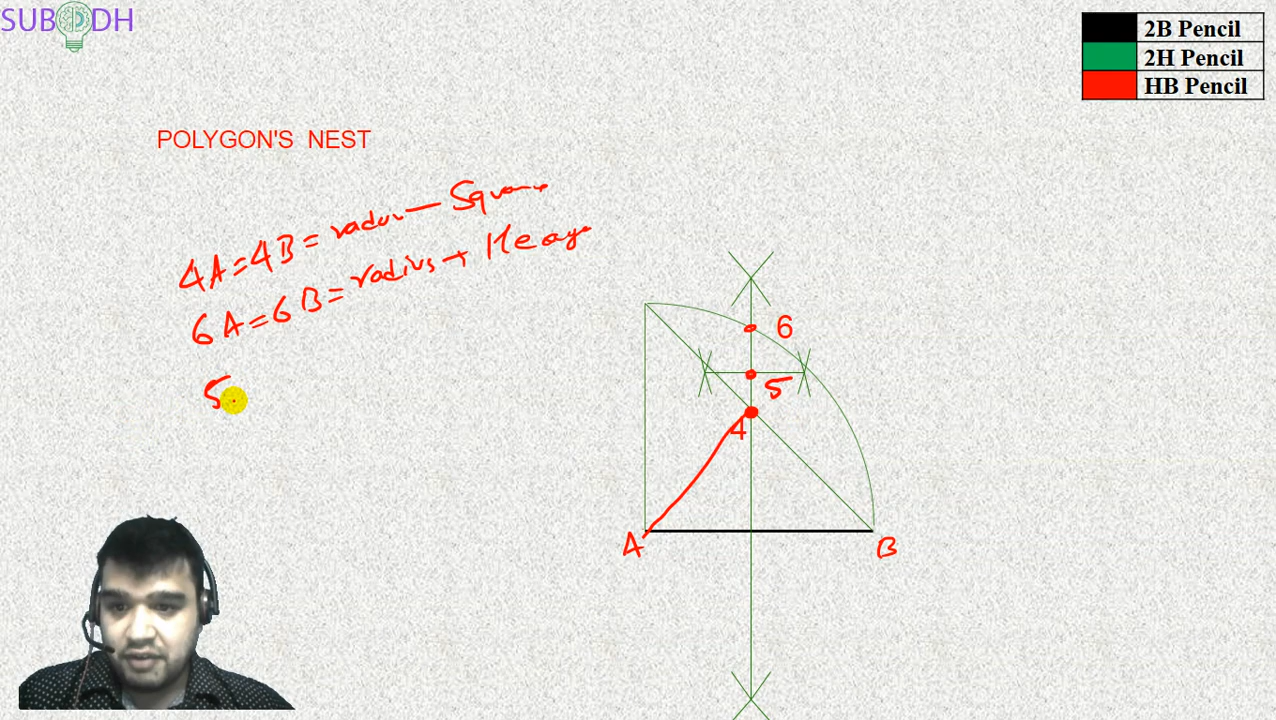 SUBODH
2B Pencil
2H Pencil
HB Pencil
POLYGON'S NEST
4A=4B=radius—Square
6A=6B=radius→
5
6
5
4
A
B